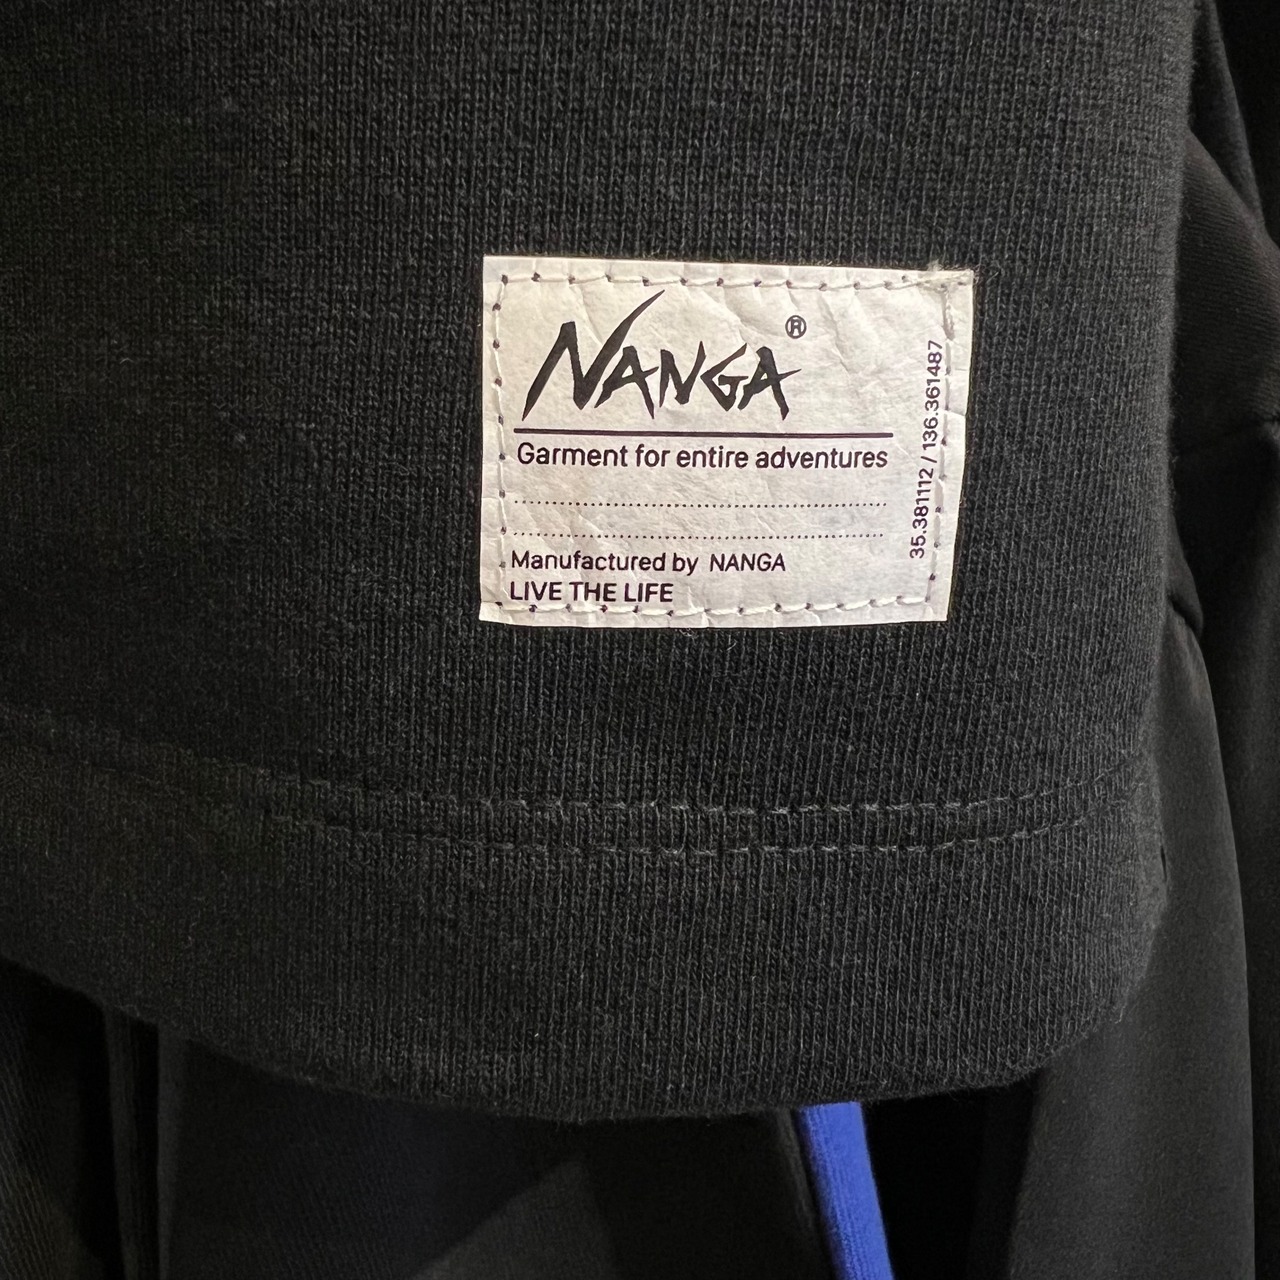 NANGA®
Garment for entire adventures
Manufactured by NANGA
LIVE THE LIFE
35.381112 / 136.361487